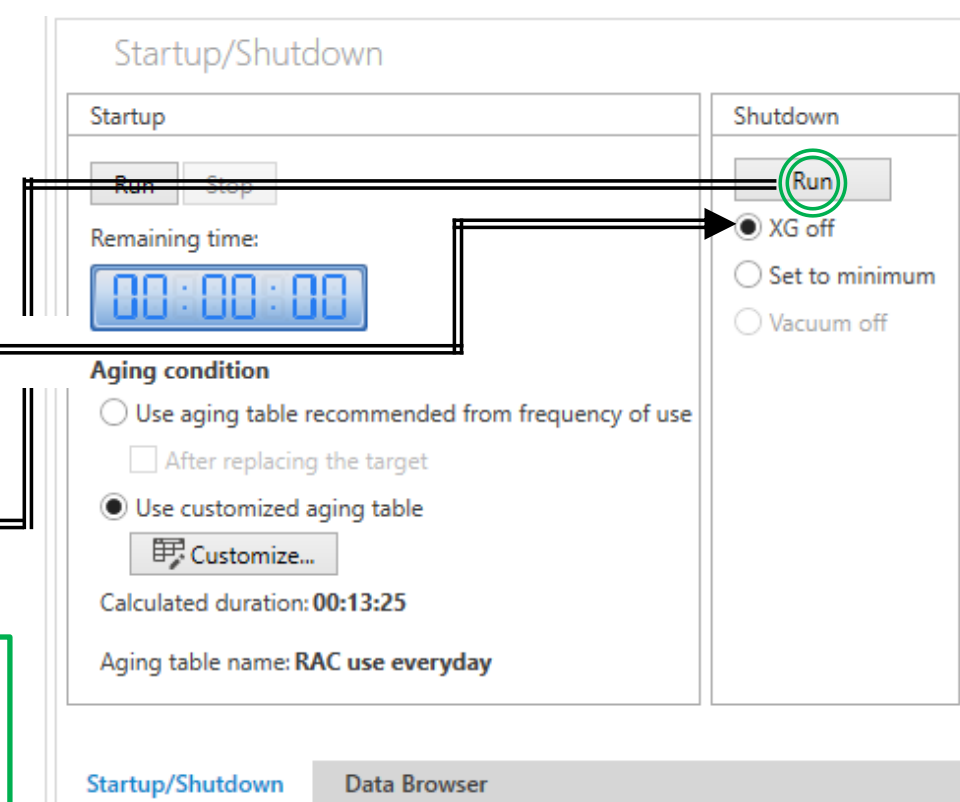 Startup/Shutdown
Startup
Run Stop
Remaining time:
00:00:00
Aging condition
Use aging table recommended from frequency of use
After replacing the target
Use customized aging table
Customize...
Calculated duration: 00:13:25
Aging table name: RAC use everyday
Shutdown
Run
XG off
Set to minimum
Vacuum off
Startup/Shutdown Data Browser